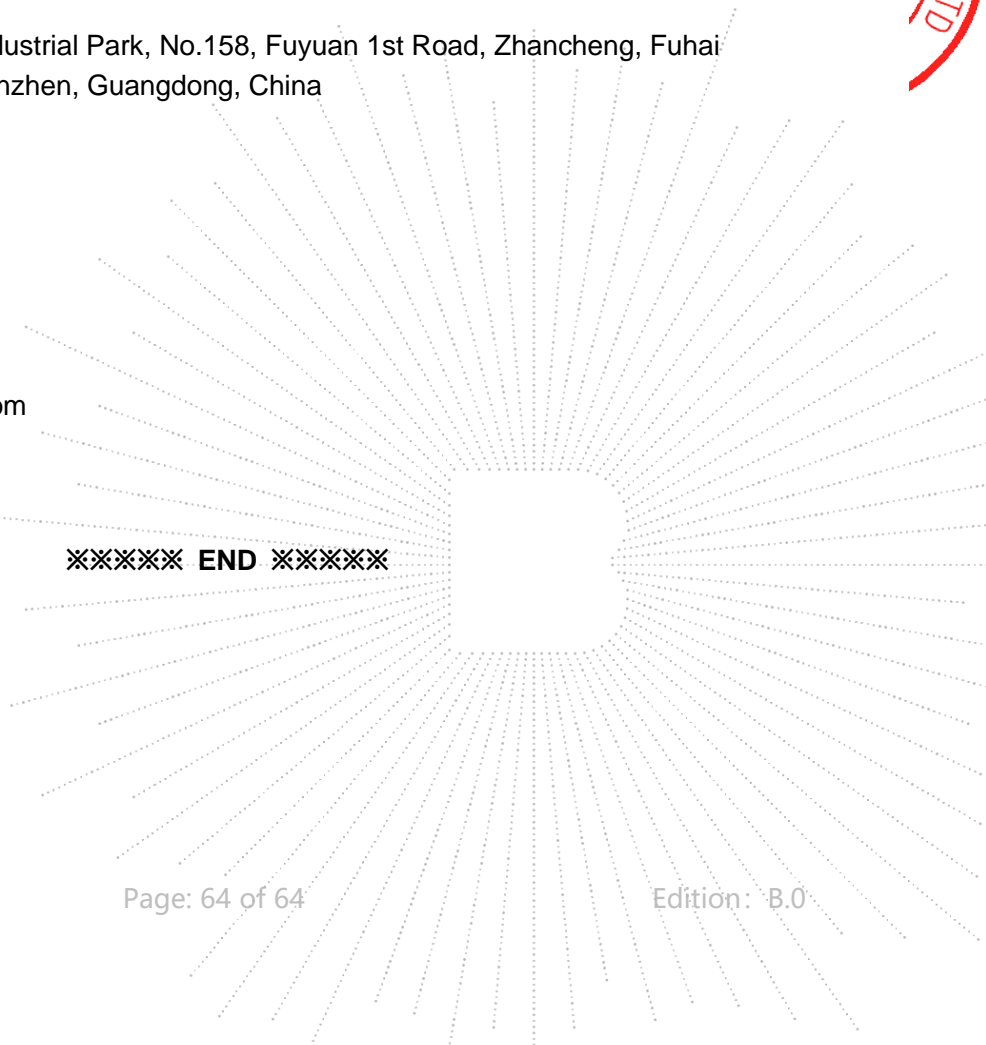 dustrial Park, No.158, Fuyuan 1st Road, Zhancheng, Fuhai
nzhen, Guangdong, China
TD
om
※※※※※ END ※※※※※
Page: 64 of 64 Edition：B.0